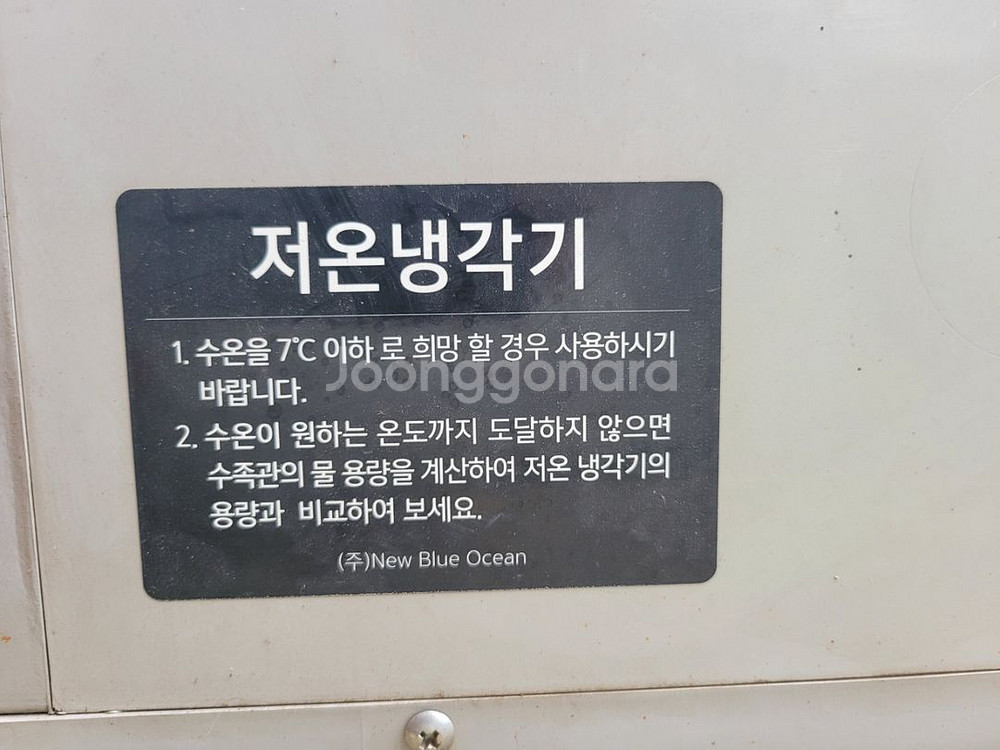 저온냉각기
1. 수온을 7℃ 이하 로 희망 할 경우 사용하시기
바랍니다.
Joonggonara
2. 수온이 원하는 온도까지 도달하지 않으면
수족관의 물 용량을 계산하여 저온 냉각기의
용량과 비교하여 보세요.
(주)New Blue Ocean